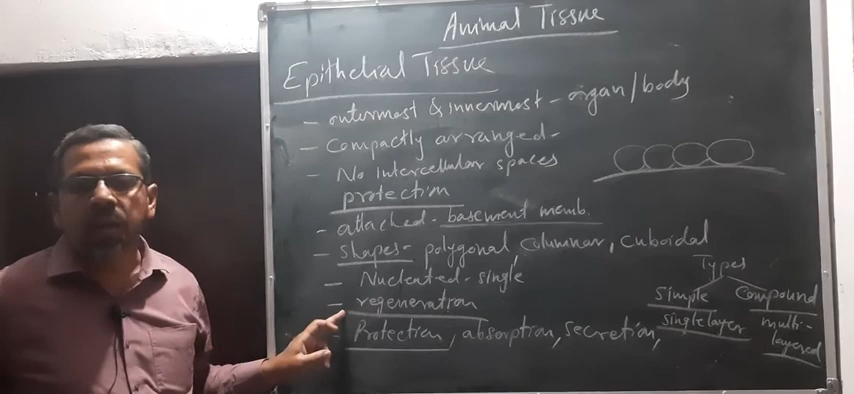 Animal Tissue
Epithelial Tissue
- outermost & innermost - organ/body
- Compactly arranged -
- No Intercellular spaces
protection
- attached - basement memb.
- shapes - polygonal, columnar, cuboidal
- Nucleated - single
- regeneration
- Protection, absorption, secretion,
Types
Simple Compound
single layer multi-
layered